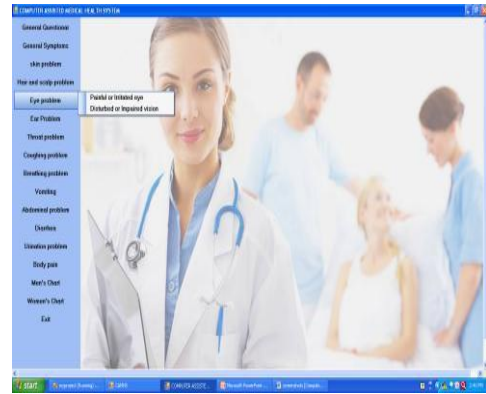 COMPUTER ASSISTED MEDICAL HEALTH SYSTEM
General Questionair
General Symptoms
skin problem
Hair and scalp problem
Eye problem
Painful or Irritated eye
Disturbed or impaired vision
Ear Problem
Throat problem
Coughing problem
Breathing problem
Vomiting
Abdominal problem
Diarrhea
Urination problem
Body pain
Men's Chart
Women's Chart
Exit
start